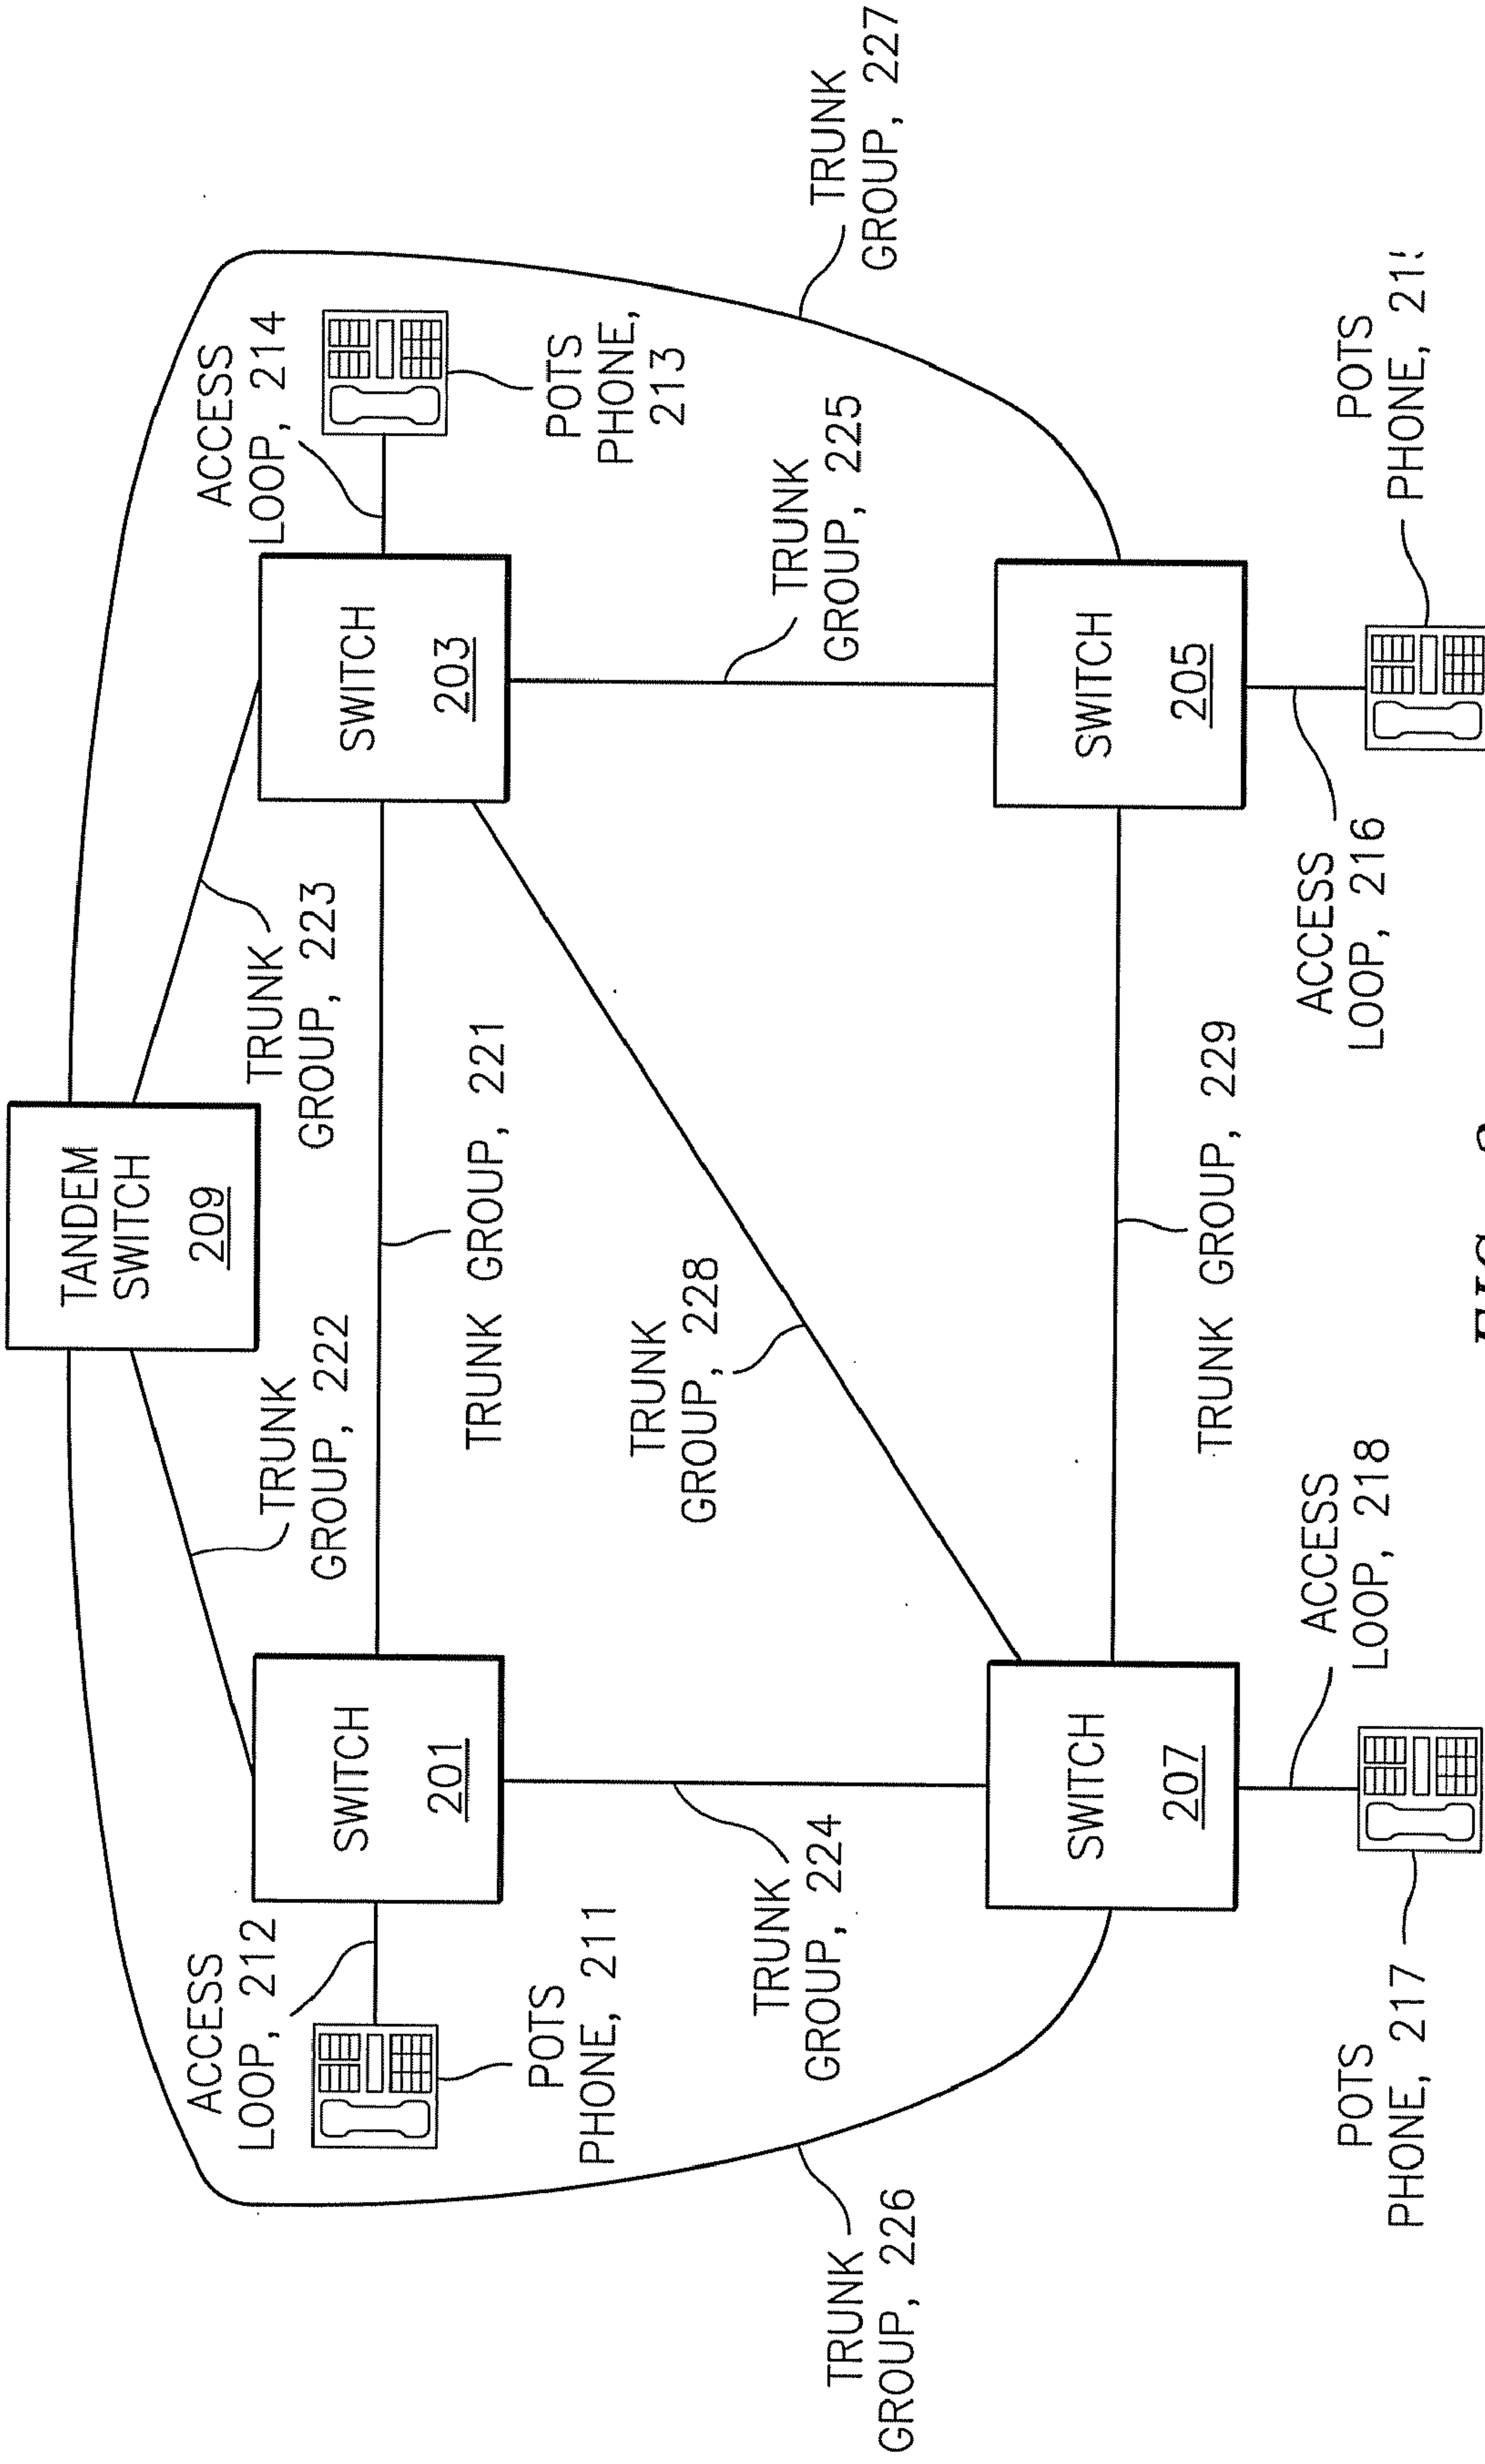 TANDEM
SWITCH
209
TRUNK
GROUP, 222
TRUNK
GROUP, 223
ACCESS
LOOP, 212
SWITCH
201
SWITCH
203
ACCESS
LOOP, 214
POTS
PHONE, 211
TRUNK GROUP, 221
POTS
PHONE,
213
TRUNK
GROUP, 228
TRUNK
GROUP, 226
TRUNK
GROUP, 224
TRUNK
GROUP, 225
TRUNK
GROUP, 227
SWITCH
207
SWITCH
205
TRUNK GROUP, 229
ACCESS
LOOP, 218
ACCESS
LOOP, 216
POTS
PHONE, 217
POTS
PHONE,